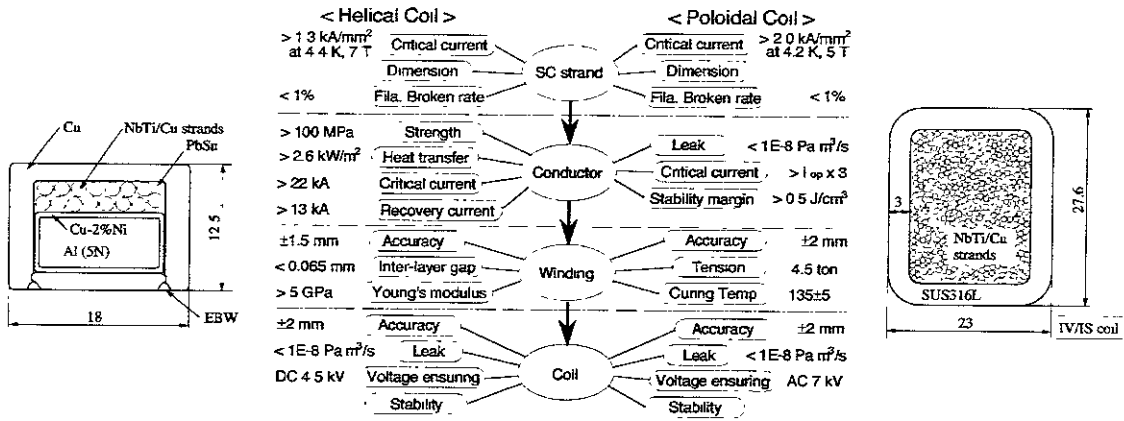 < Helical Coil >
< Poloidal Coil >
> 1 3 kA/mm²
at 4 4 K, 7 T
Critical current
Critical current
> 2 0 kA/mm²
at 4.2 K, 5 T
Dimension
SC strand
Dimension
< 1%
Fila. Broken rate
Fila. Broken rate
< 1%
> 100 MPa
Strength
Leak
< 1E-8 Pa m³/s
> 2.6 kW/m²
Heat transfer
Conductor
Critical current
> I op x 3
> 22 kA
Critical current
> 13 kA
Recovery current
Stability margin
> 0 5 J/cm³
±1.5 mm
Accuracy
Accuracy
±2 mm
< 0.065 mm
Inter-layer gap
Winding
Tension
4.5 ton
> 5 GPa
Young's modulus
Curing Temp
135±5
±2 mm
Accuracy
Accuracy
±2 mm
< 1E-8 Pa m³/s
Leak
Coil
Leak
< 1E-8 Pa m³/s
DC 4 5 kV
Voltage ensuring
Voltage ensuring
AC 7 kV
Stability
Stability
Cu
NbTi/Cu strands
PbSn
Cu-2%Ni
Al (5N)
12.5
EBW
18
3
27.6
NbTi/Cu
strands
SUS316L
23
IV/IS coil